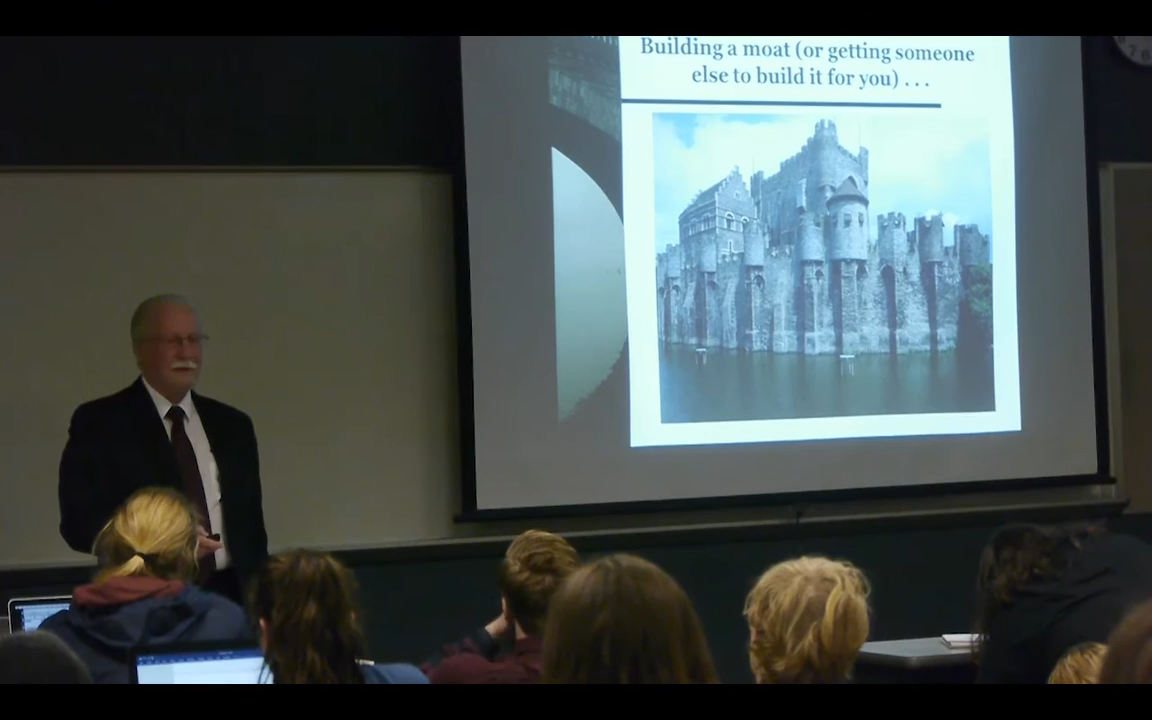 Building a moat (or getting someone
else to build it for you) . . .